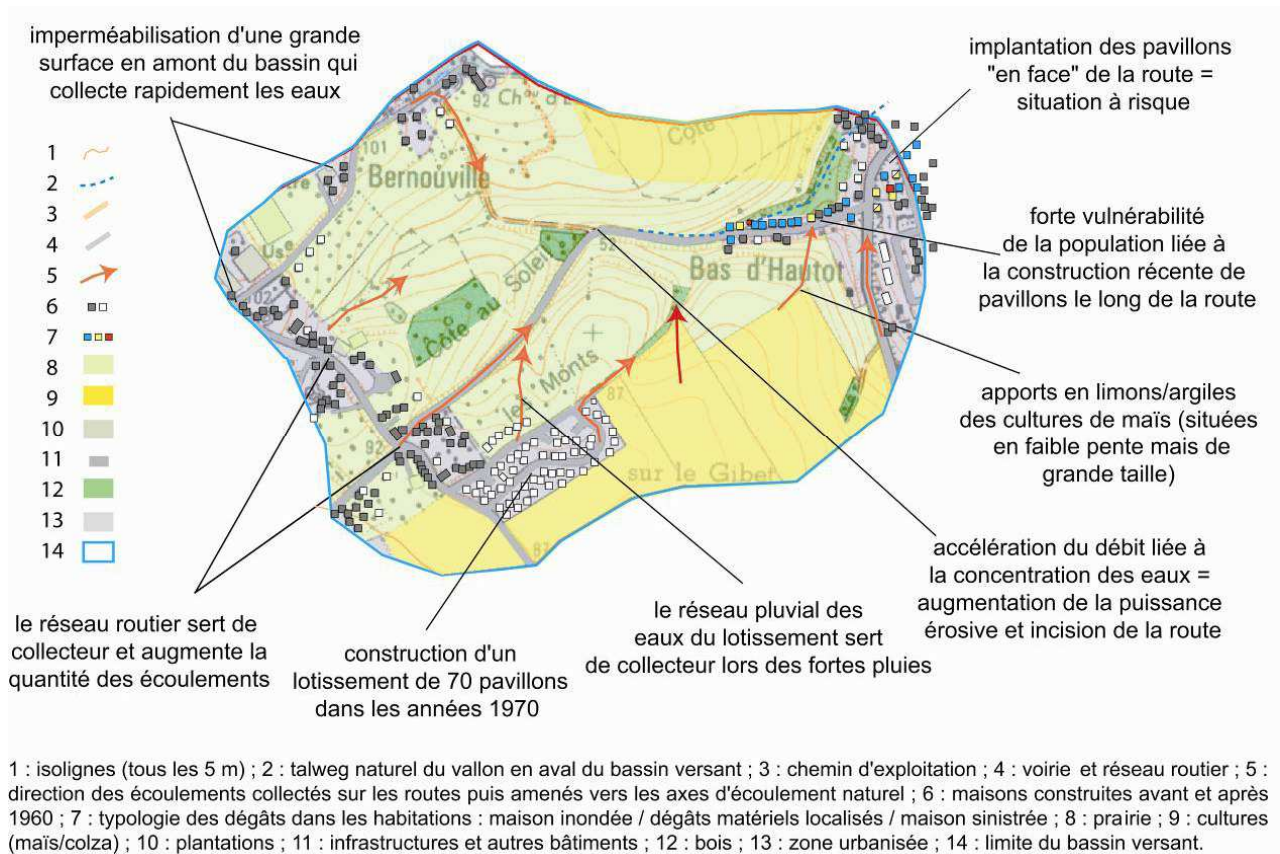 imperméabilisation d'une grande
surface en amont du bassin qui
collecte rapidement les eaux
implantation des pavillons
"en face" de la route =
situation à risque
forte vulnérabilité
de la population liée à
la construction récente de
pavillons le long de la route
apports en limons/argiles
des cultures de maïs (situées
en faible pente mais de
grande taille)
accélération du débit liée à
la concentration des eaux =
augmentation de la puissance
érosive et incision de la route
le réseau pluvial des
eaux du lotissement sert
de collecteur lors des fortes pluies
construction d'un
lotissement de 70 pavillons
dans les années 1970
le réseau routier sert de
collecteur et augmente la
quantité des écoulements
1
2
3
4
5
6
7
8
9
10
11
12
13
14
92
101
Bernouville
Côte
Use
102
Soleil
Côte au
Bas d'Hautot
21
les Monts
87
92
sur le Gibet
1 : isolignes (tous les 5 m) ; 2 : talweg naturel du vallon en aval du bassin versant ; 3 : chemin d'exploitation ; 4 : voirie et réseau routier ; 5 :
direction des écoulements collectés sur les routes puis amenés vers les axes d'écoulement naturel ; 6 : maisons construites avant et après
1960 ; 7 : typologie des dégâts dans les habitations : maison inondée / dégâts matériels localisés / maison sinistrée ; 8 : prairie ; 9 : cultures
(maïs/colza) ; 10 : plantations ; 11 : infrastructures et autres bâtiments ; 12 : bois ; 13 : zone urbanisée ; 14 : limite du bassin versant.